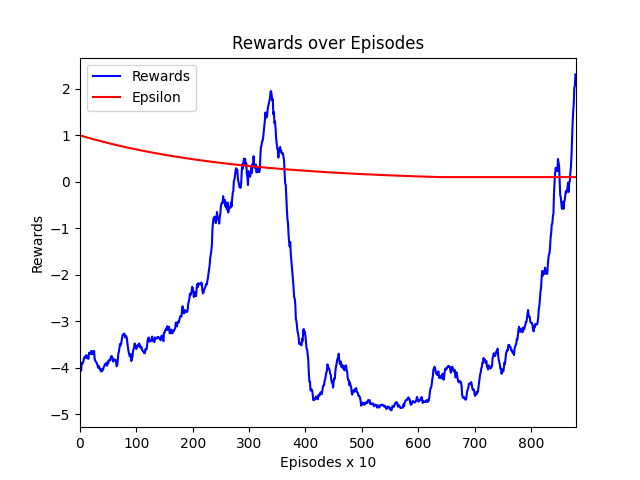 Rewards over Episodes
Rewards
Epsilon
2
1
0
−1
−2
−3
−4
−5
Rewards
0 100 200 300 400 500 600 700 800
Episodes x 10